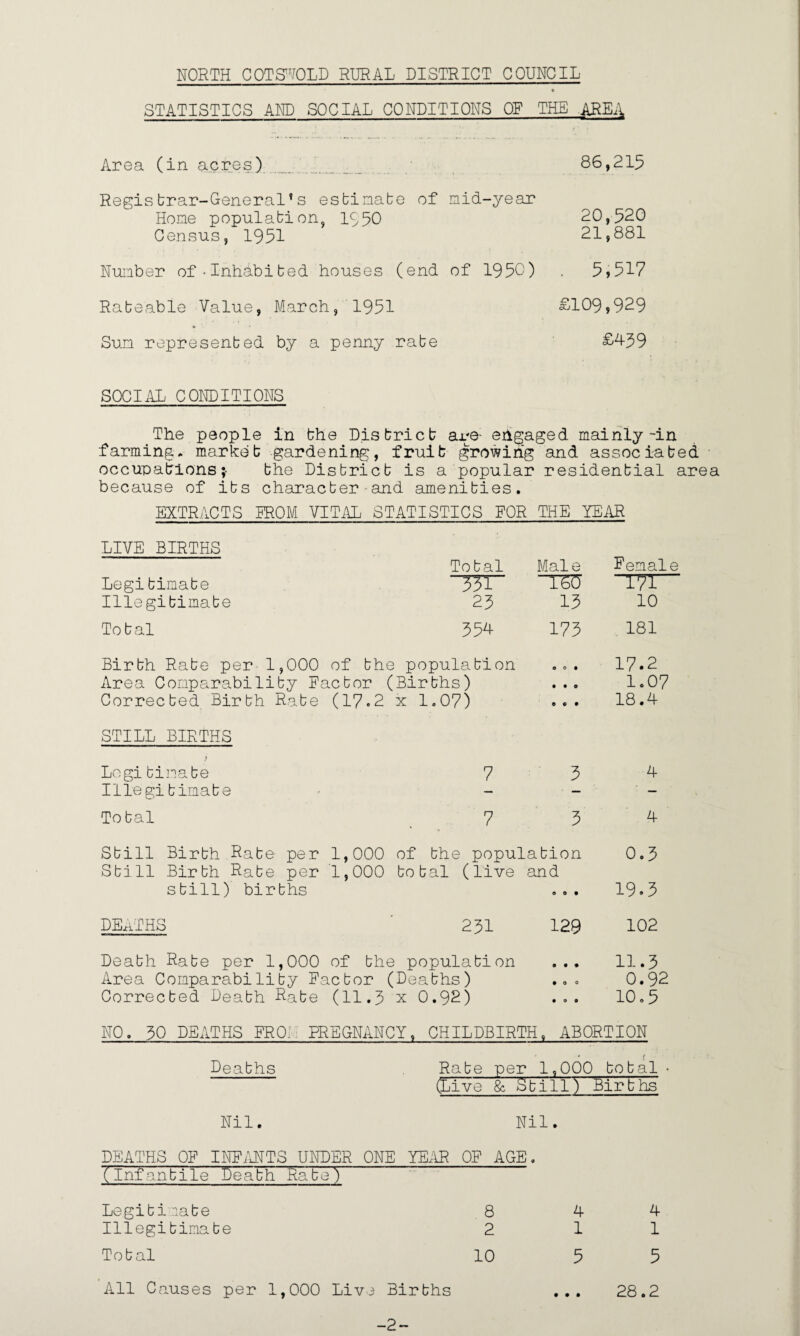 NORTH COTSWOLD RURAL DISTRICT COUNCIL
STATISTICS AND SOCIAL CONDITIONS OF THE AREA
Area (in acres) 86,215
Registrar-General's estimate of mid-year
Home population, 1950 20,520
Census, 1951 21,881
Number of Inhabited houses (end of 1950) . 5,517
Rateable Value, March, 1951 £109,929
Sum represented by a penny rate £439
SOCIAL CONDITIONS
The people in the District are engaged mainly in
farming, market gardening, fruit growing and associated
occupations; the District is a popular residential area
because of its character and amenities.
EXTRACTS FROM VITAL STATISTICS FOR THE YEAR
LIVE BIRTHS
Total Male Female
Legitimate 331 160 171
Illegitimate 23 13 10
Total 354 173 181
Birth Rate per 1,000 of the population ... 17.2
Area Comparability Factor (Births) ... 1.07
Corrected Birth Rate (17.2 x 1.07) ... 18.4
STILL BIRTHS
Legitimate 7 3 4
Illegitimate - - -
Total 7 3 4
Still Birth Rate per 1,000 of the population 0.3
Still Birth Rate per 1,000 total (live and
still) births ... 19.3
DEATHS 231 129 102
Death Rate per 1,000 of the population ... 11.3
Area Comparability Factor (Deaths) ... 0.92
Corrected Death Rate (11.3 x 0.92) ... 10.5
NO. 30 DEATHS FROM PREGNANCY, CHILDBIRTH, ABORTION
Deaths Rate per 1,000 total
(Live & Still) Births
Nil. Nil.
DEATHS OF INFANTS UNDER ONE YEAR OF AGE.
(Infantile Death Rate)
Legitimate 8 4 4
Illegitimate 2 1 1
Total 10 5 5
All Causes per 1,000 Live Births ... 28.2
-2-